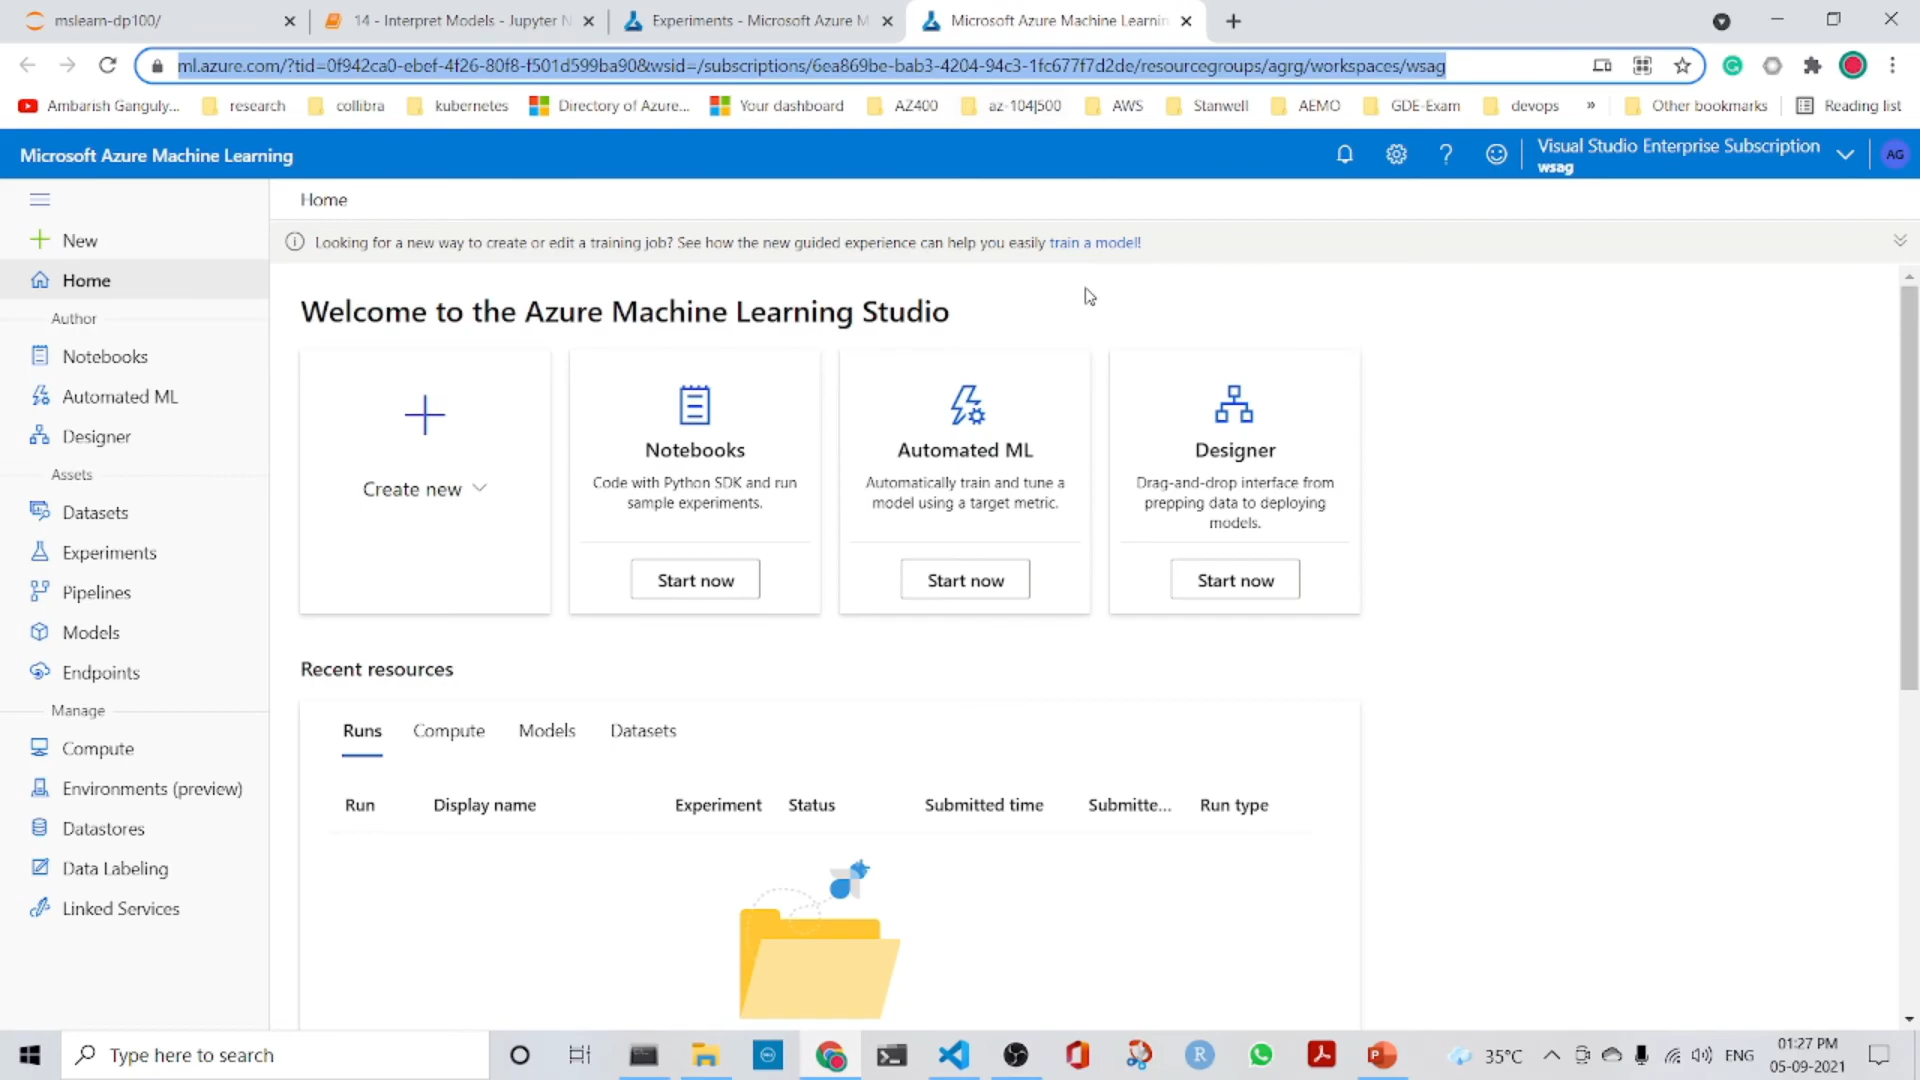 mslearn-dp100/
14 - Interpret Models - Jupyter N
Experiments - Microsoft Azure M
Microsoft Azure Machine Learnin
ml.azure.com/?tid=0f942ca0-ebef-4f26-80f8-f501d599ba90&wsid=/subscriptions/6ea869be-bab3-4204-94c3-1fc677f7d2de/resourcegroups/agrg/workspaces/wsag
Ambarish Ganguly... research collibra kubernetes Directory of Azure... Your dashboard AZ400 az-104|500 AWS Stanwell AEMO GDE-Exam devops » Other bookmarks Reading list
Microsoft Azure Machine Learning
Visual Studio Enterprise Subscription
wsag
AG
Home
New
Looking for a new way to create or edit a training job? See how the new guided experience can help you easily train a model!
Home
Author
Notebooks
Automated ML
Designer
Assets
Datasets
Experiments
Pipelines
Models
Endpoints
Manage
Compute
Environments (preview)
Datastores
Data Labeling
Linked Services
Welcome to the Azure Machine Learning Studio
Create new
Notebooks
Code with Python SDK and run
sample experiments.
Start now
Automated ML
Automatically train and tune a
model using a target metric.
Start now
Designer
Drag-and-drop interface from
prepping data to deploying
models.
Start now
Recent resources
Runs Compute Models Datasets
Run Display name Experiment Status Submitted time Submitte... Run type
Type here to search
35°C
ENG
01:27 PM
05-09-2021